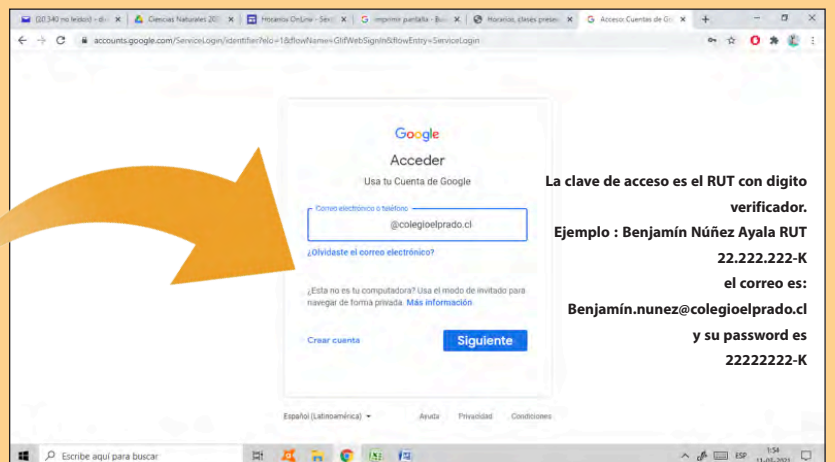 (20.340 no leídos) - di
Ciencias Naturales 20
Horarios OnLine - Ser
imprimir pantalla - Bu
Horarios, clases prese
Acceso: Cuentas de Go
accounts.google.com/ServiceLogin/identifier?elo=1&flowName=GlifWebSignIn&flowEntry=ServiceLogin
Google
Acceder
Usa tu Cuenta de Google
Correo electrónico o teléfono
@colegioelprado.cl
¿Olvidaste el correo electrónico?
¿Esta no es tu computadora? Usa el modo de invitado para
navegar de forma privada. Más información
Crear cuenta
Siguiente
Español (Latinoamérica)
Ayuda Privacidad Condiciones
La clave de acceso es el RUT con digito
verificador.
Ejemplo : Benjamín Núñez Ayala RUT
22.222.222-K
el correo es:
Benjamín.nunez@colegioelprado.cl
y su password es
22222222-K
Escribe aquí para buscar
ESP
1:54